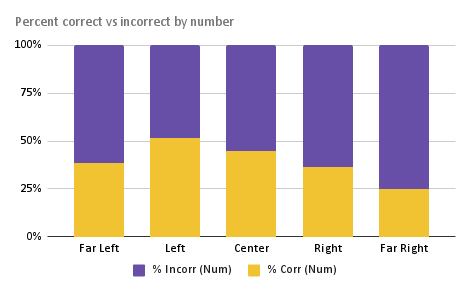 Percent correct vs incorrect by number
100%
75%
50%
25%
0%
Far Left Left Center Right Far Right
% Incorr (Num) % Corr (Num)